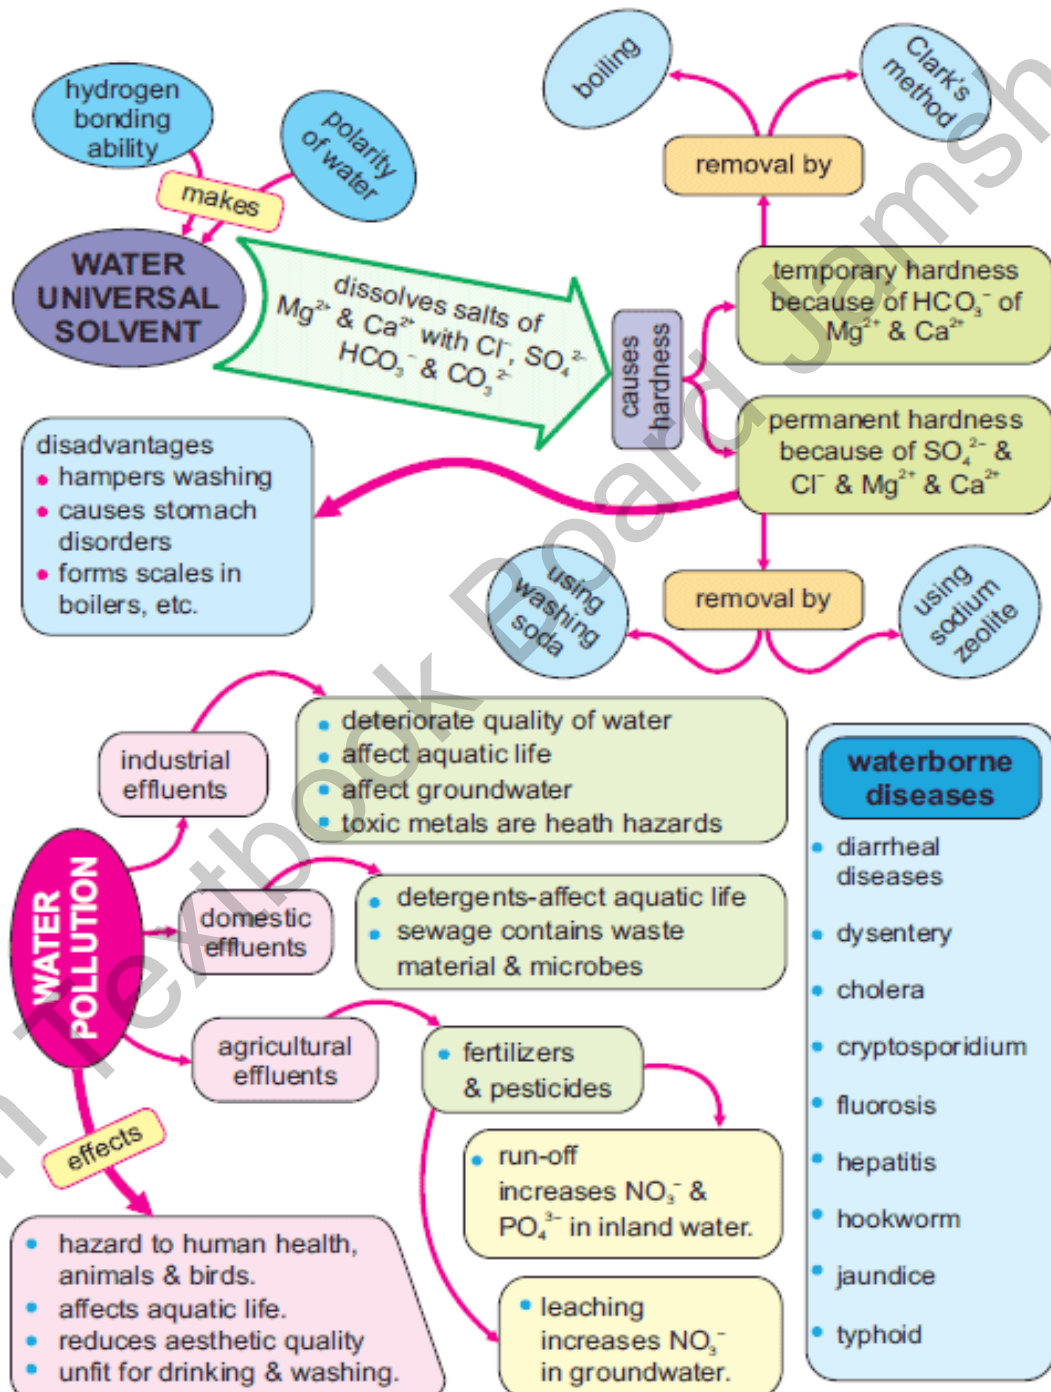 hydrogen
bonding
ability
polarity
of water
makes
WATER
UNIVERSAL
SOLVENT
dissolves salts of
Mg²⁺ & Ca²⁺ with Cl⁻, SO₄²⁻
HCO₃⁻ & CO₃²⁻
causes
hardness
boiling
Clark's
method
removal by
temporary hardness
because of HCO₃⁻ of
Mg²⁺ & Ca²⁺
permanent hardness
because of SO₄²⁻ &
Cl⁻ & Mg²⁺ & Ca²⁺
removal by
using
washing
soda
using
sodium
zeolite
disadvantages
• hampers washing
• causes stomach
disorders
• forms scales in
boilers, etc.
WATER
POLLUTION
industrial
effluents
• deteriorate quality of water
• affect aquatic life
• affect groundwater
• toxic metals are heath hazards
domestic
effluents
• detergents-affect aquatic life
• sewage contains waste
material & microbes
agricultural
effluents
• fertilizers
& pesticides
• run-off
increases NO₃⁻ &
PO₄³⁻ in inland water.
• leaching
increases NO₃⁻
in groundwater.
effects
• hazard to human health,
animals & birds.
• affects aquatic life.
• reduces aesthetic quality
• unfit for drinking & washing.
waterborne
diseases
• diarrheal
diseases
• dysentery
• cholera
• cryptosporidium
• fluorosis
• hepatitis
• hookworm
• jaundice
• typhoid
Textbook Board Jamsh